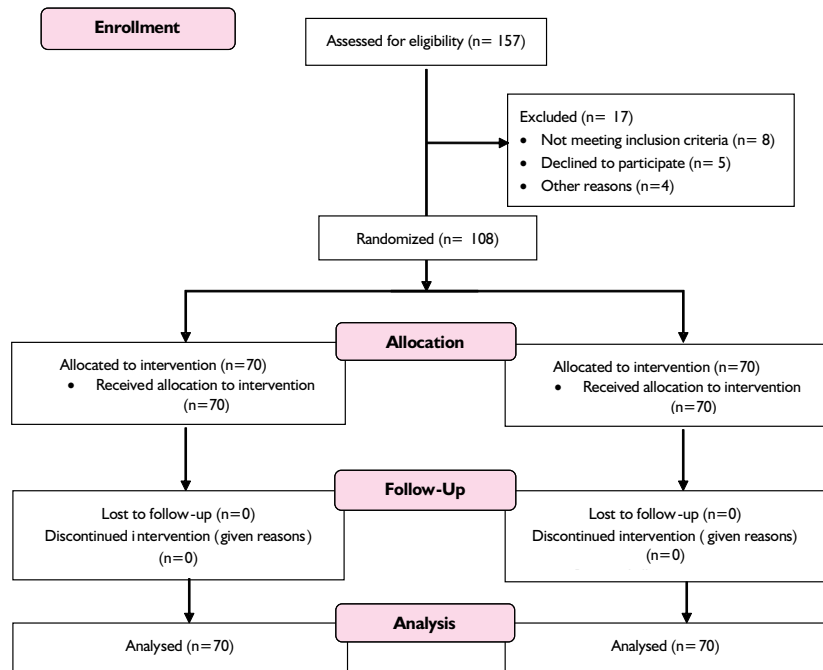 Enrollment
Assessed for eligibility (n= 157)
Excluded (n= 17)
• Not meeting inclusion criteria (n= 8)
• Declined to participate (n= 5)
• Other reasons (n=4)
Randomized (n= 108)
Allocation
Allocated to intervention (n=70)
• Received allocation to intervention
(n=70)
Allocated to intervention (n=70)
• Received allocation to intervention
(n=70)
Follow-Up
Lost to follow-up (n=0)
Discontinued intervention (given reasons)
(n=0)
Lost to follow-up (n=0)
Discontinued intervention ( given reasons)
(n=0)
Analysis
Analysed (n=70)
Analysed (n=70)